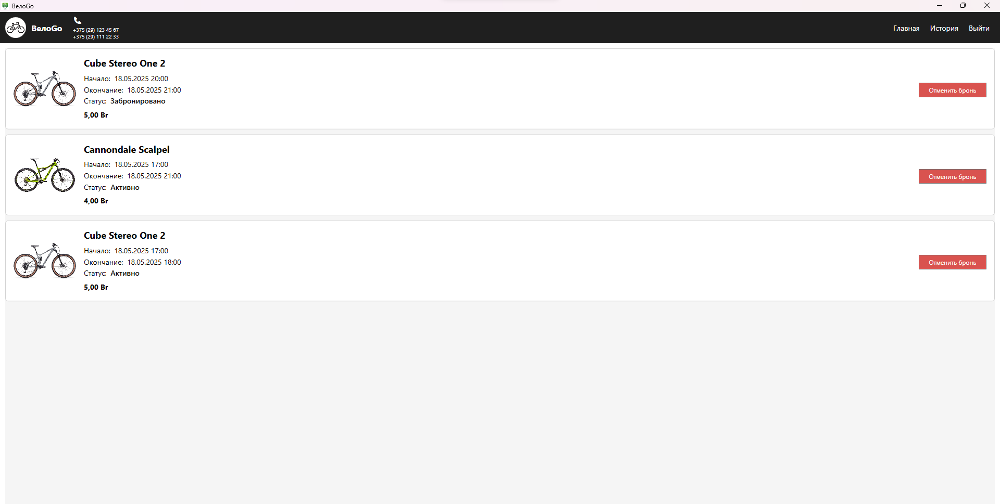 ВелоGo
ВелоGo
+375 (29) 123 45 67
+375 (29) 111 22 33
Главная История Выйти
Cube Stereo One 2
Начало: 18.05.2025 20:00
Окончание: 18.05.2025 21:00
Статус: Забронировано
5,00 Br
Отменить бронь
Cannondale Scalpel
Начало: 18.05.2025 17:00
Окончание: 18.05.2025 21:00
Статус: Активно
4,00 Br
Отменить бронь
Cube Stereo One 2
Начало: 18.05.2025 17:00
Окончание: 18.05.2025 18:00
Статус: Активно
5,00 Br
Отменить бронь